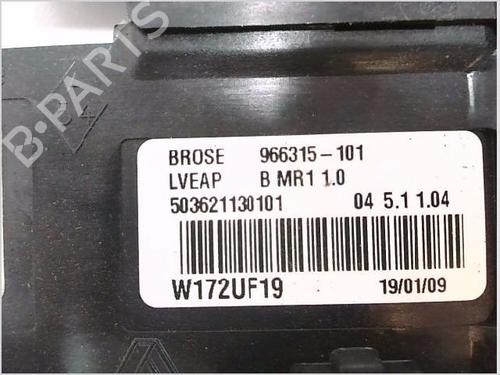 B-PARTS
BROSE 966315-101
LVEAP B MR1 1.0
503621130101 04 5.1 1.04
W172UF19 19/01/09